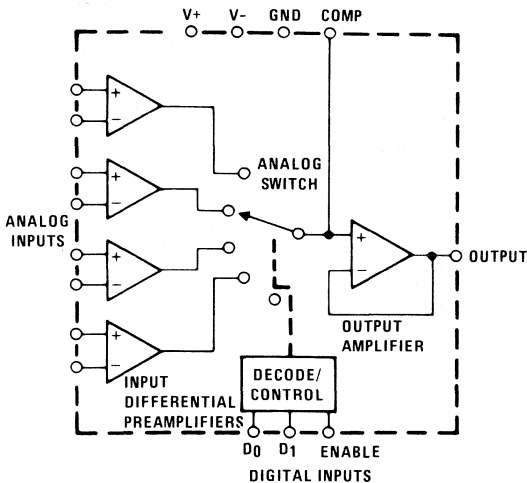 V+ V- GND COMP
+
−
ANALOG
SWITCH
+
−
ANALOG
INPUTS
+
−
OUTPUT
+
−
OUTPUT
AMPLIFIER
+
−
INPUT
DIFFERENTIAL
PREAMPLIFIERS
DECODE/
CONTROL
D0 D1 ENABLE
DIGITAL INPUTS